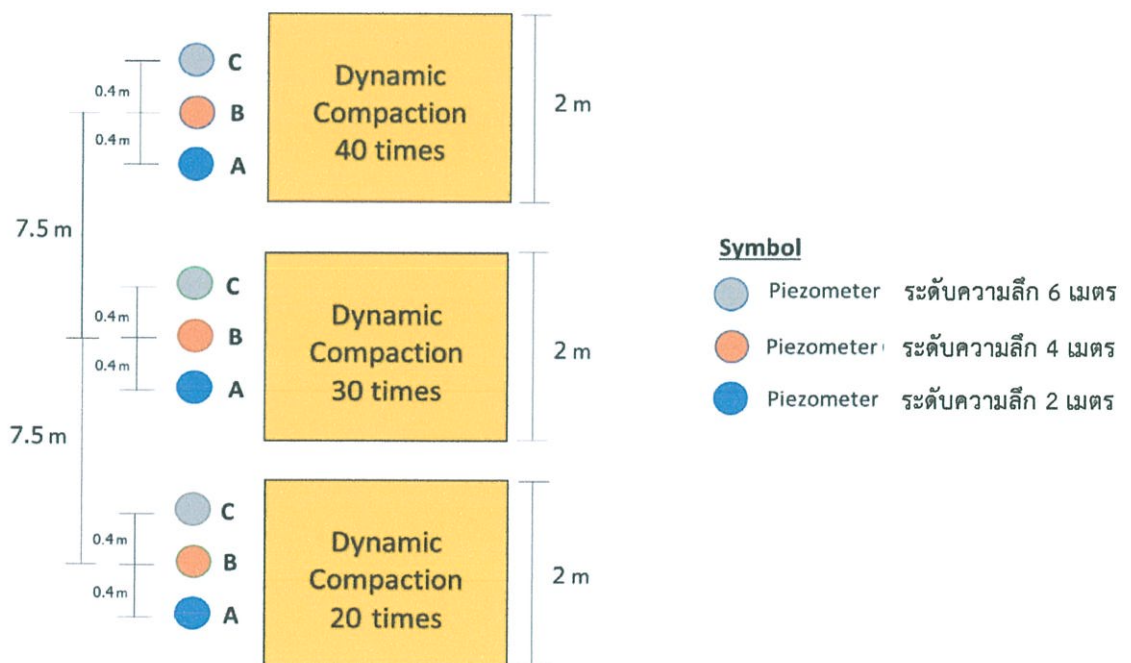 C
0.4 m
B
0.4 m
A
Dynamic
Compaction
40 times
2 m
7.5 m
C
0.4 m
B
0.4 m
A
Dynamic
Compaction
30 times
2 m
7.5 m
C
0.4 m
B
0.4 m
A
Dynamic
Compaction
20 times
2 m
Symbol
Piezometer ระดับความลึก 6 เมตร
Piezometer ระดับความลึก 4 เมตร
Piezometer ระดับความลึก 2 เมตร